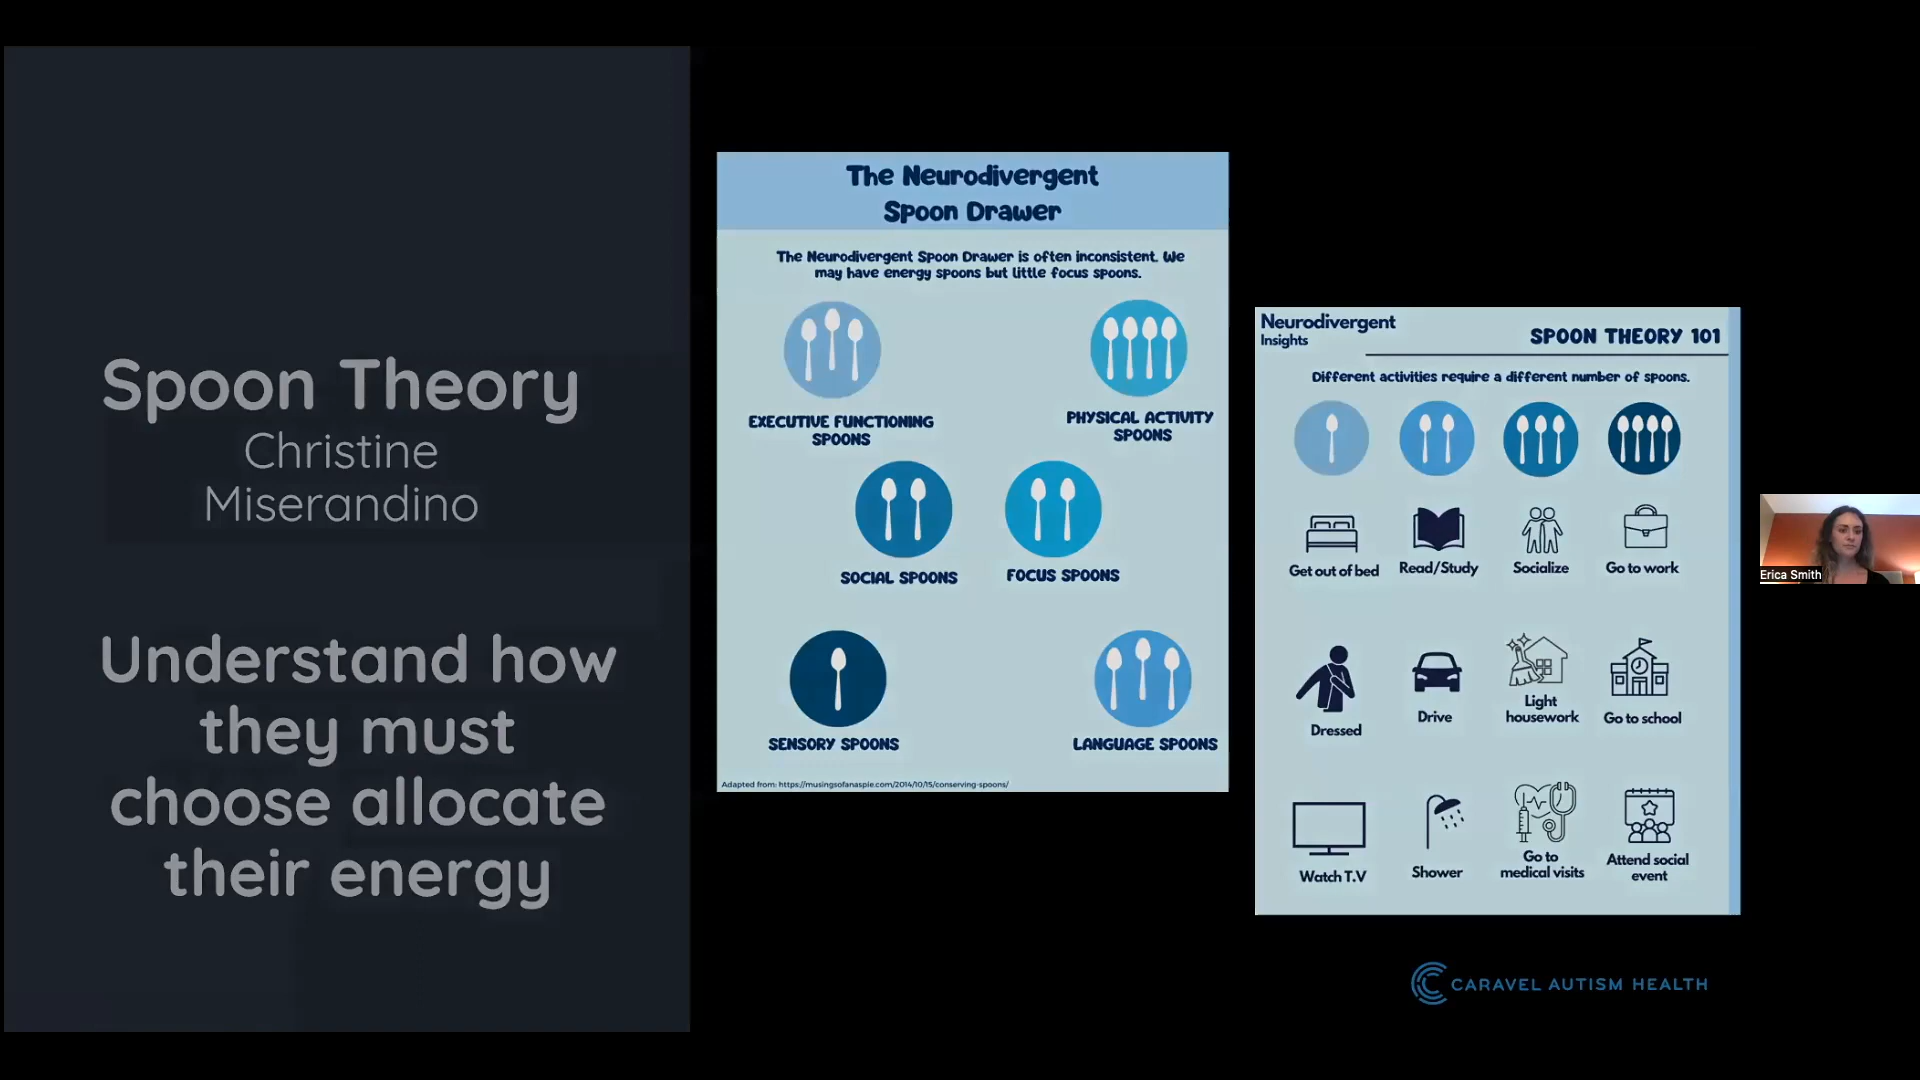 Spoon Theory
Christine
Miserandino
Understand how
they must
choose allocate
their energy
The Neurodivergent
Spoon Drawer
The Neurodivergent Spoon Drawer is often inconsistent. We
may have energy spoons but little focus spoons.
EXECUTIVE FUNCTIONING
SPOONS
PHYSICAL ACTIVITY
SPOONS
SOCIAL SPOONS
FOCUS SPOONS
SENSORY SPOONS
LANGUAGE SPOONS
Adapted from: https://musingsofanaspie.com/2014/10/15/conserving-spoons/
Neurodivergent
Insights
SPOON THEORY 101
Different activities require a different number of spoons.
Get out of bed
Read/Study
Socialize
Go to work
Dressed
Drive
Light
housework
Go to school
Watch T.V
Shower
Go to
medical visits
Attend social
event
Erica Smith
CARAVEL AUTISM HEALTH